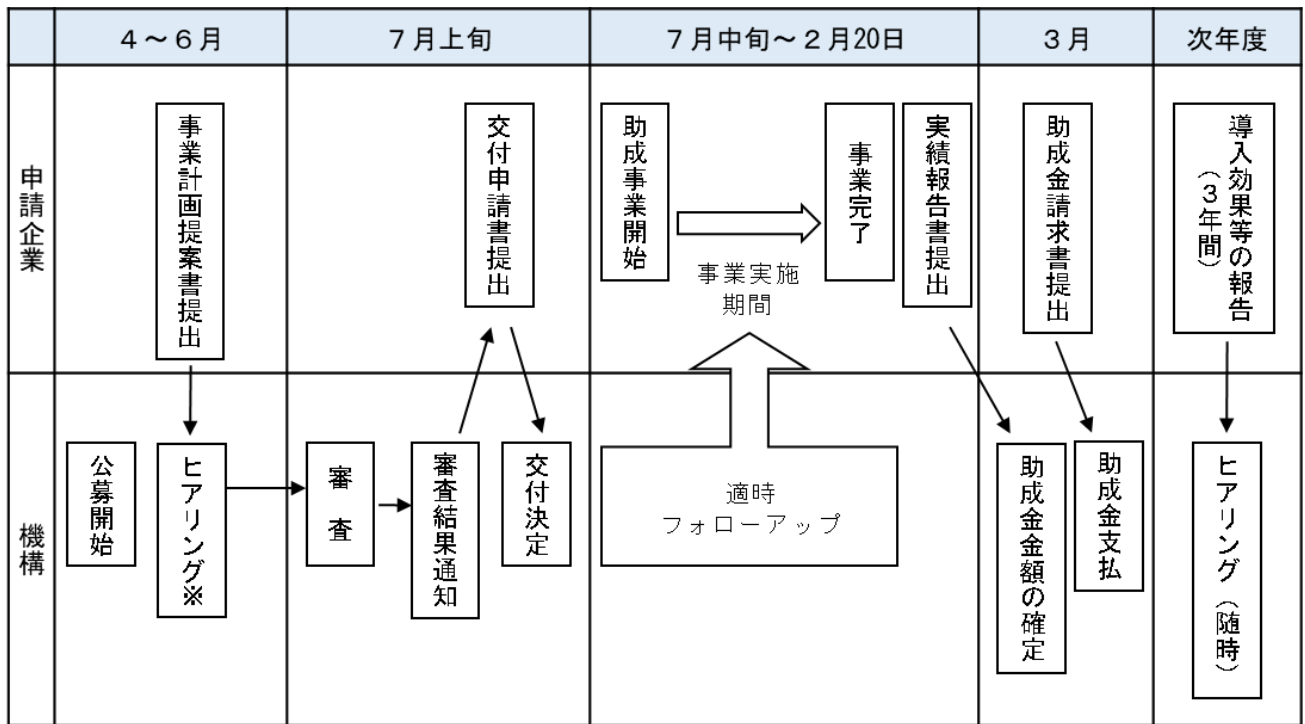 ４～６月
７月上旬
７月中旬～２月20日
３月
次年度
申請企業
事業計画提案書提出
交付申請書提出
助成事業開始
事業実施
期間
事業完了
実績報告書提出
助成金請求書提出
導入効果等の報告
（３年間）
機構
公募開始
ヒアリング※
審査
審査結果通知
交付決定
適時
フォローアップ
助成金金額の確定
助成金支払
ヒアリング（随時）